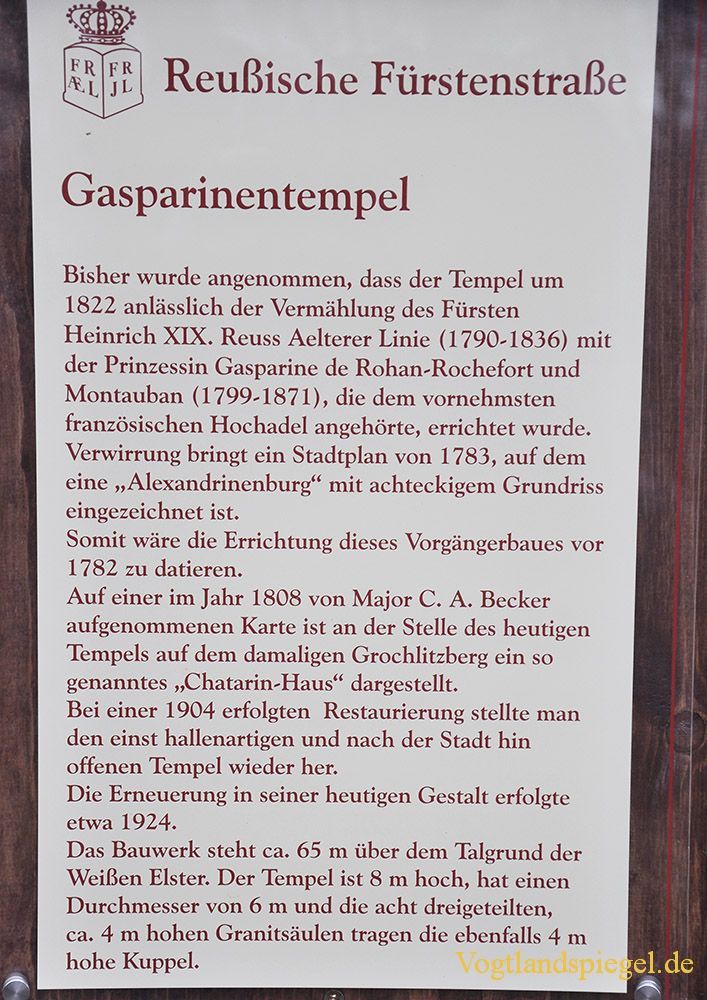 FR FR
ÆL JL
Reußische Fürstenstraße
Gasparinentempel
Bisher wurde angenommen, dass der Tempel um
1822 anlässlich der Vermählung des Fürsten
Heinrich XIX. Reuss Aelterer Linie (1790-1836) mit
der Prinzessin Gasparine de Rohan-Rochefort und
Montauban (1799-1871), die dem vornehmsten
französischen Hochadel angehörte, errichtet wurde.
Verwirrung bringt ein Stadtplan von 1783, auf dem
eine „Alexandrinenburg“ mit achteckigem Grundriss
eingezeichnet ist.
Somit wäre die Errichtung dieses Vorgängerbaues vor
1782 zu datieren.
Auf einer im Jahr 1808 von Major C. A. Becker
aufgenommenen Karte ist an der Stelle des heutigen
Tempels auf dem damaligen Grochlitzberg ein so
genanntes „Chatarin-Haus“ dargestellt.
Bei einer 1904 erfolgten Restaurierung stellte man
den einst hallenartigen und nach der Stadt hin
offenen Tempel wieder her.
Die Erneuerung in seiner heutigen Gestalt erfolgte
etwa 1924.
Das Bauwerk steht ca. 65 m über dem Talgrund der
Weißen Elster. Der Tempel ist 8 m hoch, hat einen
Durchmesser von 6 m und die acht dreigeteilten,
ca. 4 m hohen Granitsäulen tragen die ebenfalls 4 m
hohe Kuppel.
Vogtlandspiegel.de